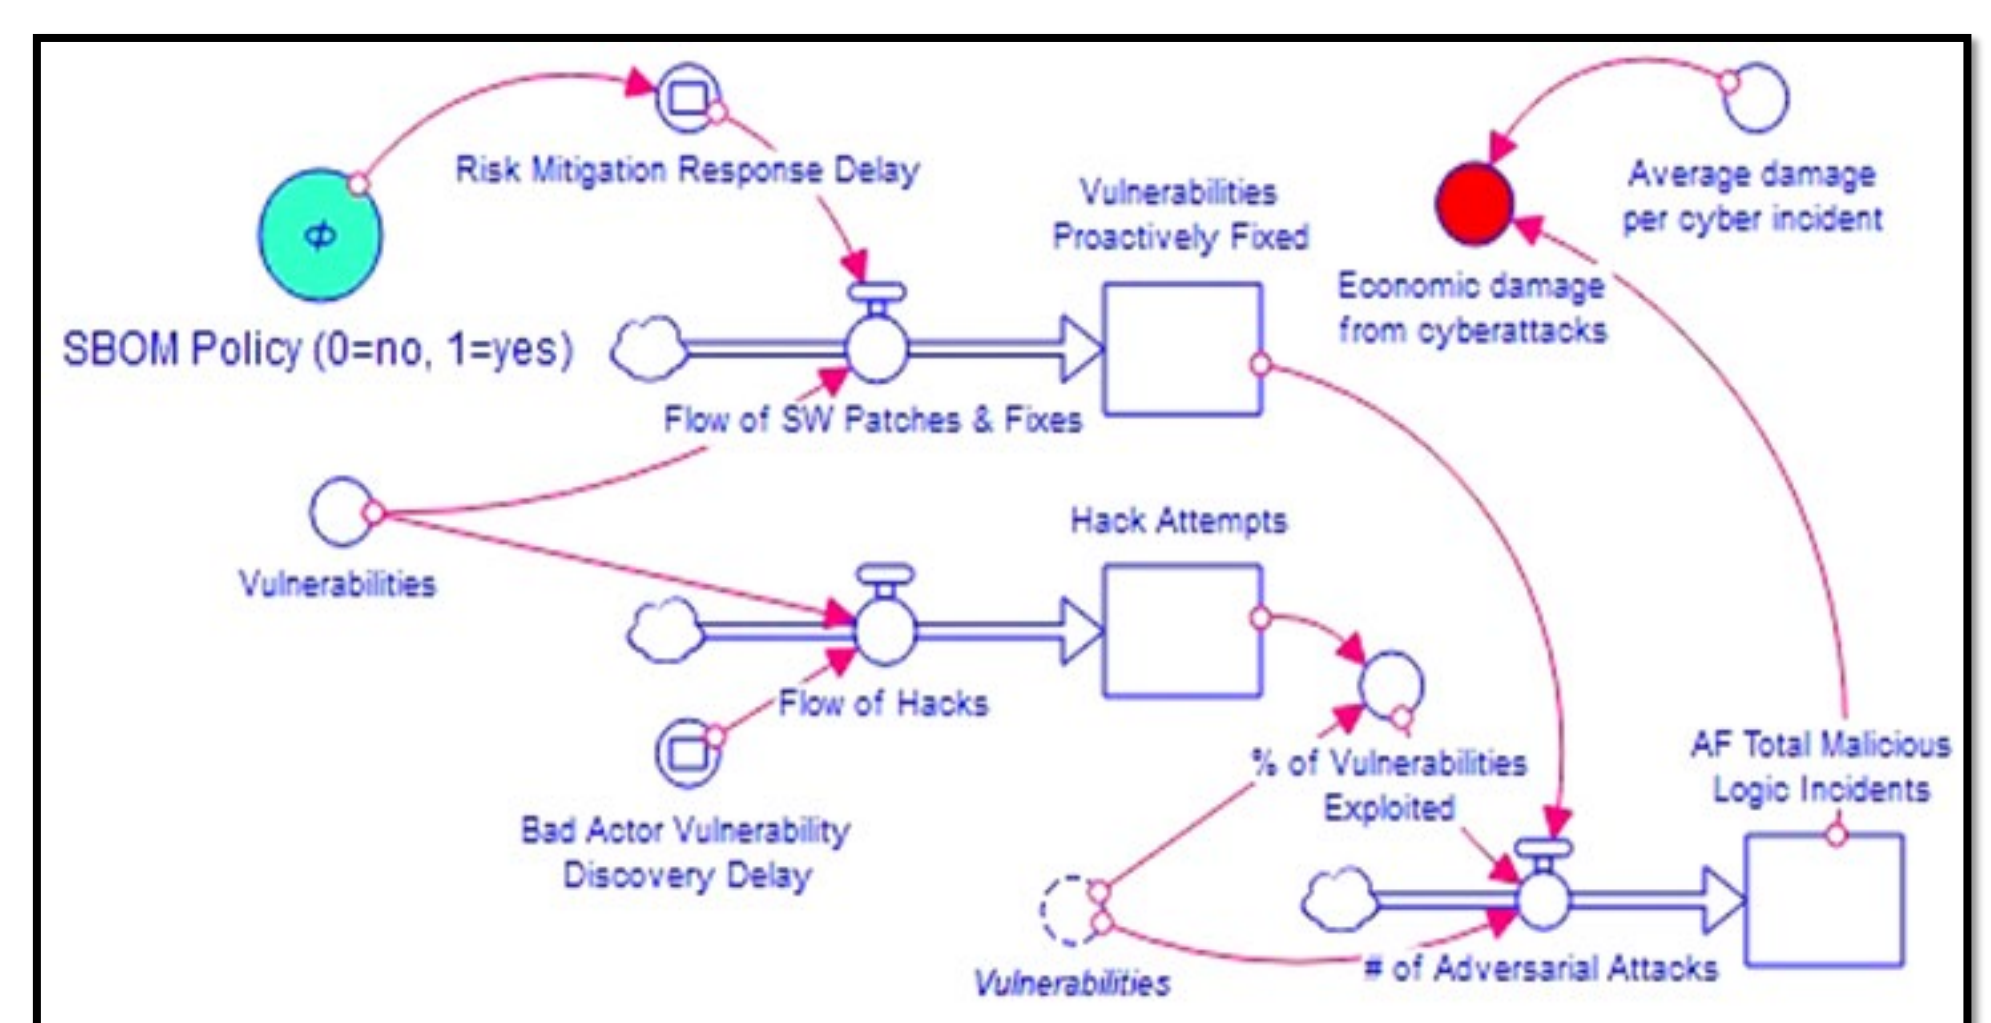 Risk Mitigation Response Delay
Average damage
per cyber incident
Vulnerabilities
Proactively Fixed
ф
SBOM Policy (0=no, 1=yes)
Economic damage
from cyberattacks
Flow of SW Patches & Fixes
Vulnerabilities
Hack Attempts
Flow of Hacks
Bad Actor Vulnerability
Discovery Delay
% of Vulnerabilities
Exploited
AF Total Malicious
Logic Incidents
Vulnerabilities
# of Adversarial Attacks